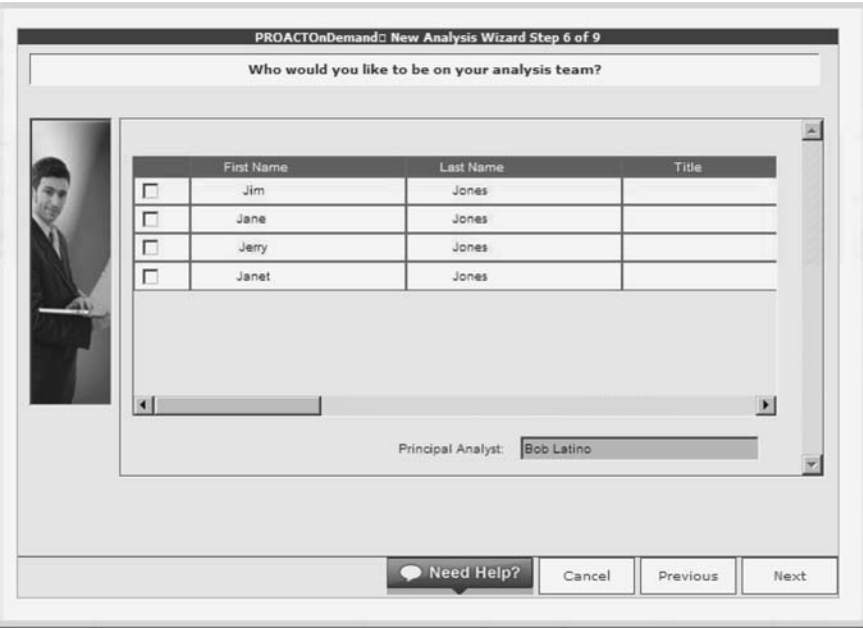 PROACTOnDemand□ New Analysis Wizard Step 6 of 9
Who would you like to be on your analysis team?
First Name Last Name Title
Jim Jones
Jane Jones
Jerry Jones
Janet Jones
Principal Analyst: Bob Latino
Need Help? Cancel Previous Next